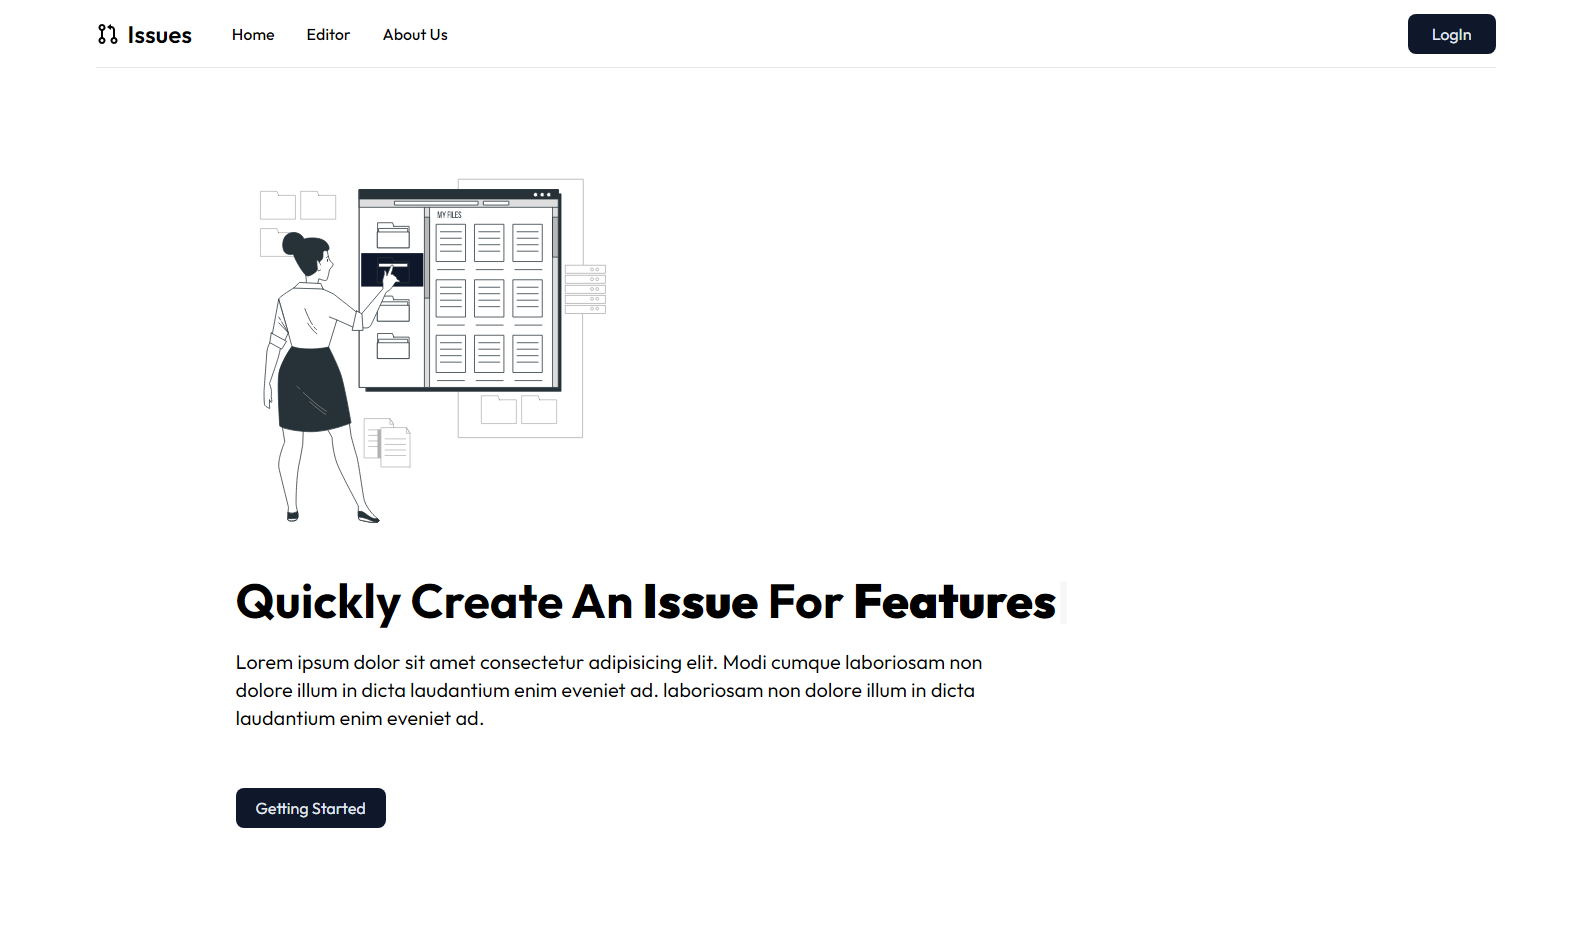 Issues
Home
Editor
About Us
LogIn
MY FILES
Quickly Create An Issue For Features
Lorem ipsum dolor sit amet consectetur adipisicing elit. Modi cumque laboriosam non
dolore illum in dicta laudantium enim eveniet ad. laboriosam non dolore illum in dicta
laudantium enim eveniet ad.
Getting Started